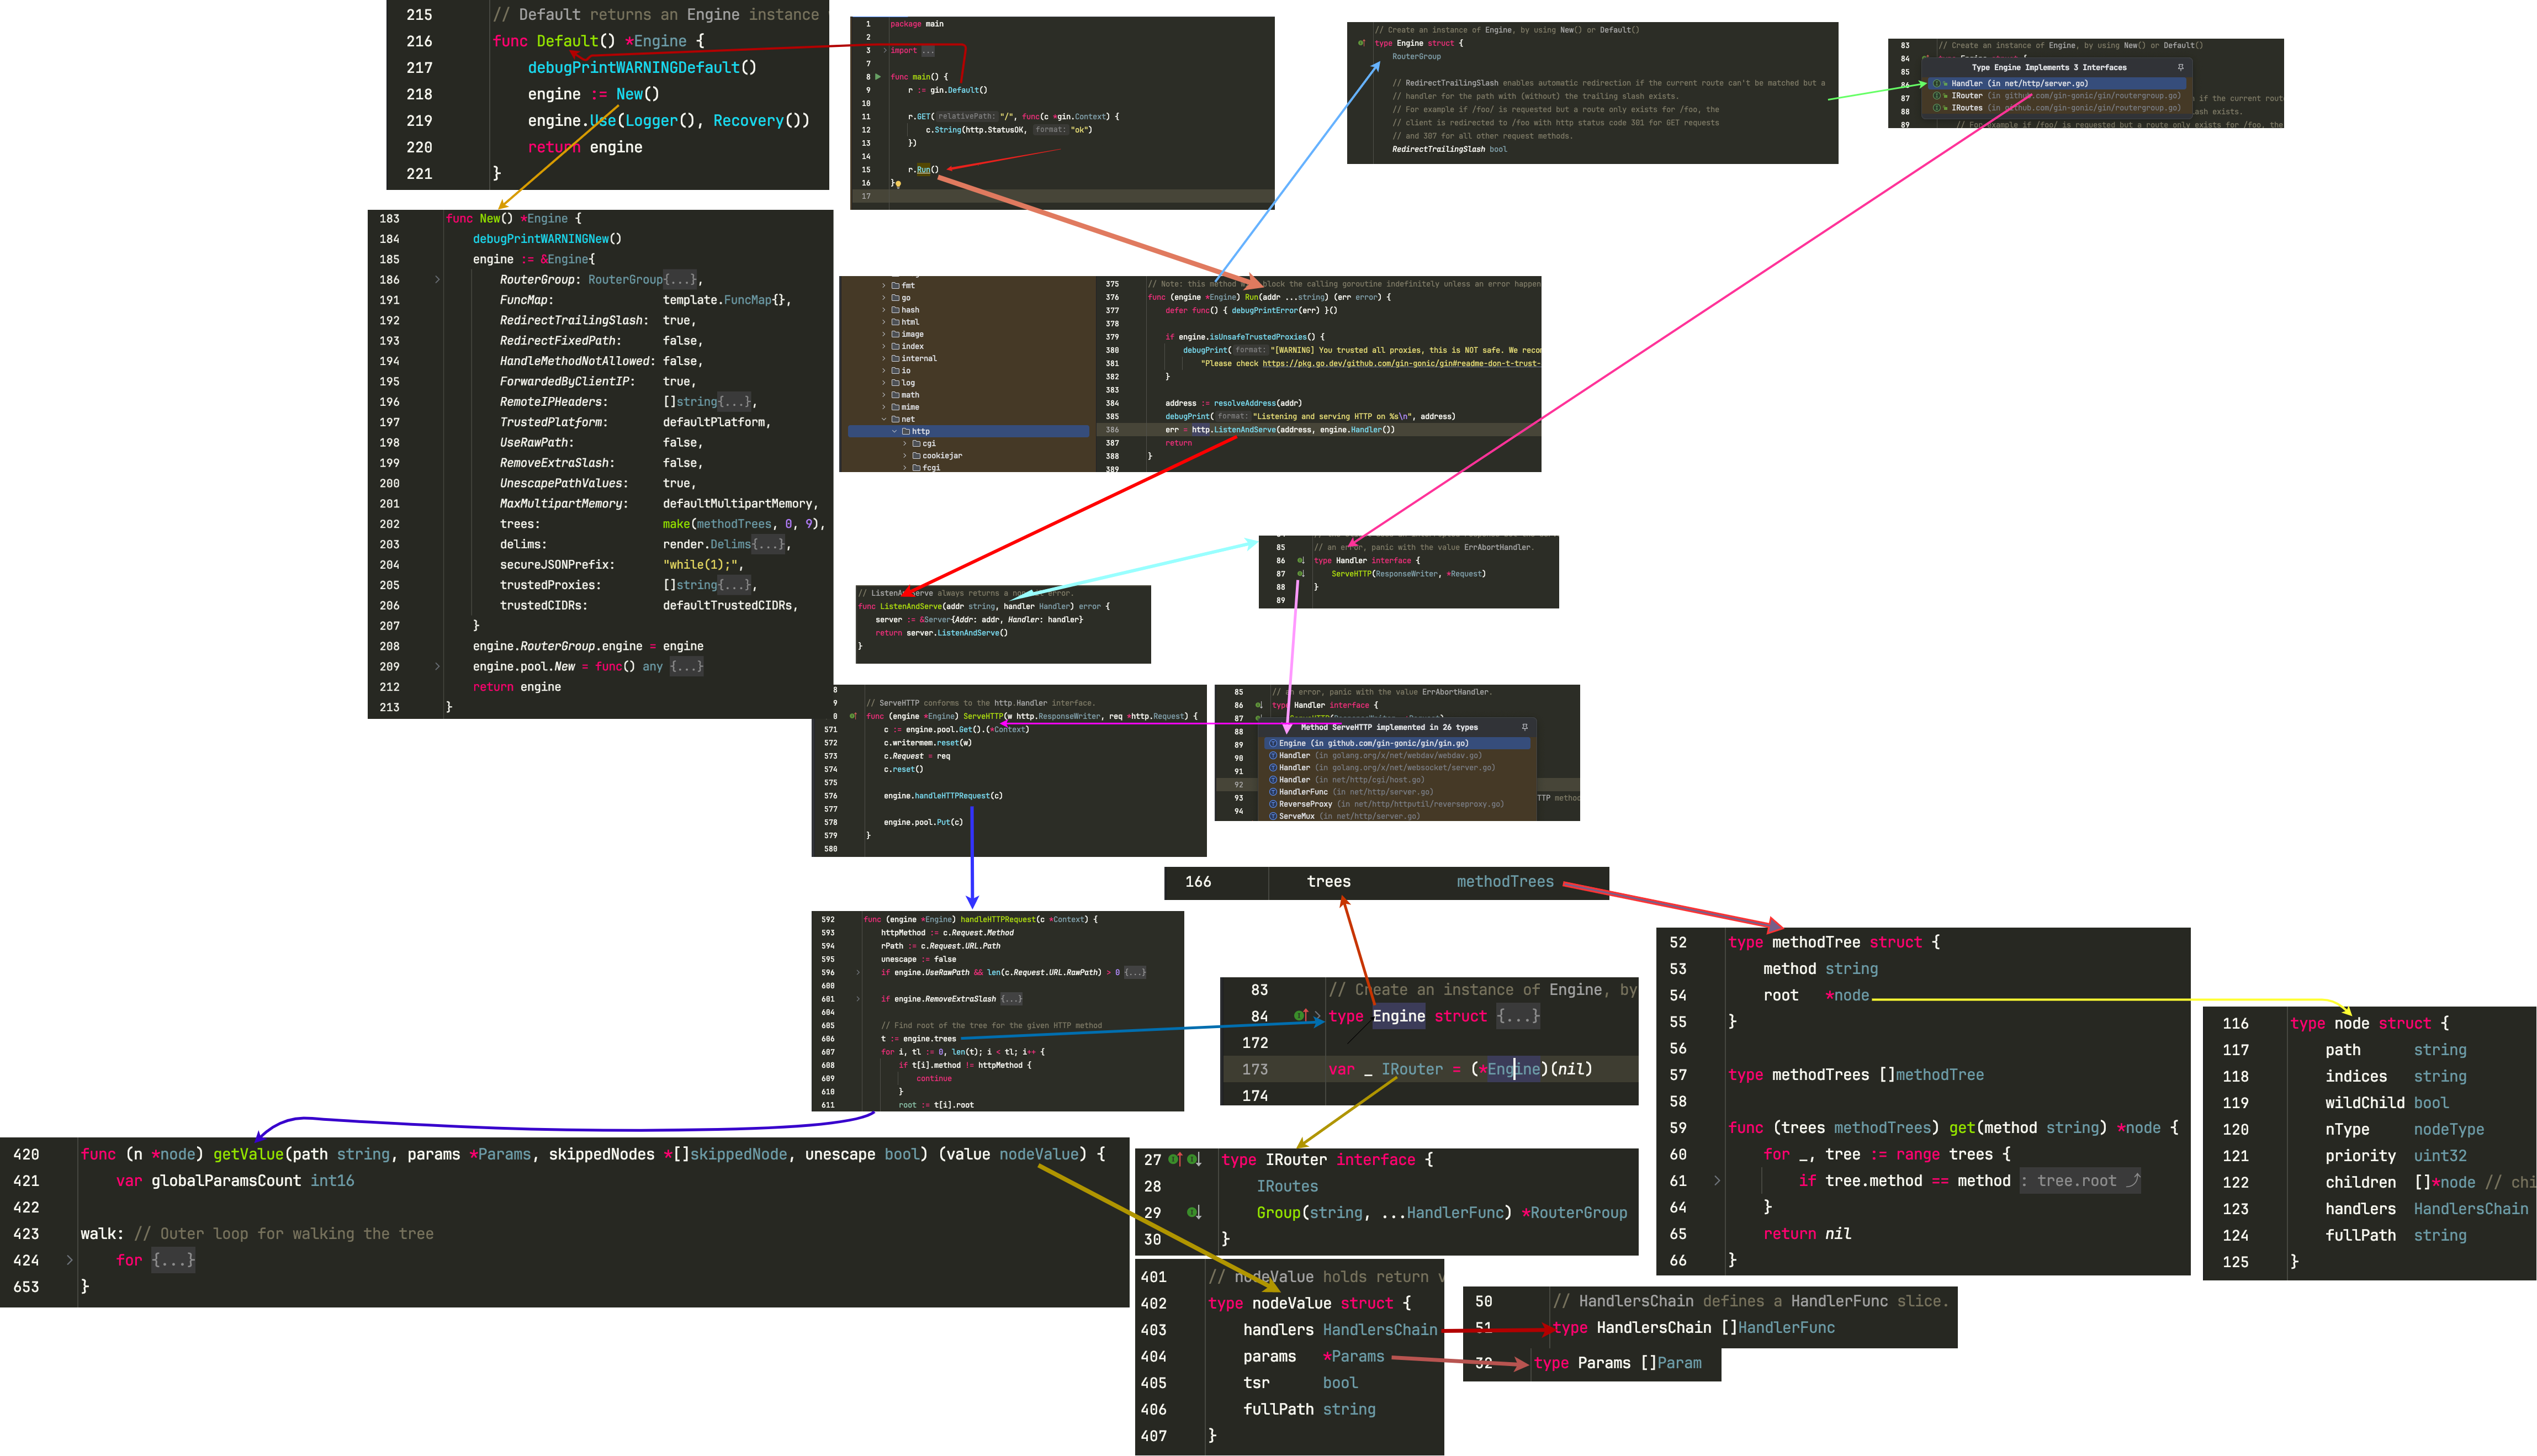 215 // Default returns an Engine instance
216 func Default() *Engine {
217 debugPrintWARNINGDefault()
218 engine := New()
219 engine.Use(Logger(), Recovery())
220 return engine
221 }
1 package main
2
3 import ...
7
8 func main() {
9 r := gin.Default()
10
11 r.GET( relativePath: "/", func(c *gin.Context) {
12 c.String(http.StatusOK, format: "ok")
13 })
14
15 r.Run()
16 }
17
// Create an instance of Engine, by using New() or Default()
type Engine struct {
RouterGroup
// RedirectTrailingSlash enables automatic redirection if the current route can't be matched but a
// handler for the path with (without) the trailing slash exists.
// For example if /foo/ is requested but a route only exists for /foo, the
// client is redirected to /foo with http status code 301 for GET requests
// and 307 for all other request methods.
RedirectTrailingSlash bool
83 // Create an instance of Engine, by using New() or Default()
84
85 Type Engine Implements 3 Interfaces
86 Handler (in net/http/server.go)
IRouter (in github.com/gin-gonic/gin/routergroup.go)
87 if the current rout
IRoutes (in github.com/gin-gonic/gin/routergroup.go)
88 ash exists.
89 // For example if /foo/ is requested but a route only exists for /foo, the
183 func New() *Engine {
184 debugPrintWARNINGNew()
185 engine := &Engine{
186 RouterGroup: RouterGroup{...},
191 FuncMap: template.FuncMap{},
192 RedirectTrailingSlash: true,
193 RedirectFixedPath: false,
194 HandleMethodNotAllowed: false,
195 ForwardedByClientIP: true,
196 RemoteIPHeaders: []string{...},
197 TrustedPlatform: defaultPlatform,
198 UseRawPath: false,
199 RemoveExtraSlash: false,
200 UnescapePathValues: true,
201 MaxMultipartMemory: defaultMultipartMemory,
202 trees: make(methodTrees, 0, 9),
203 delims: render.Delims{...},
204 secureJSONPrefix: "while(1);",
205 trustedProxies: []string{...},
206 trustedCIDRs: defaultTrustedCIDRs,
207 }
208 engine.RouterGroup.engine = engine
209 engine.pool.New = func() any {...}
212 return engine
213 }
fmt
go
hash
html
image
index
internal
io
log
math
mime
net
http
cgi
cookiejar
fcgi
375 // Note: this method block the calling goroutine indefinitely unless an error happen
376 func (engine *Engine) Run(addr ...string) (err error) {
377 defer func() { debugPrintError(err) }()
378
379 if engine.isUnsafeTrustedProxies() {
380 debugPrint( format: "[WARNING] You trusted all proxies, this is NOT safe. We recom
381 "Please check https://pkg.go.dev/github.com/gin-gonic/gin#readme-don-t-trust-
382 }
383
384 address := resolveAddress(addr)
385 debugPrint( format: "Listening and serving HTTP on %s\n", address)
386 err = http.ListenAndServe(address, engine.Handler())
387 return
388 }
389
85 // an error, panic with the value ErrAbortHandler.
86 type Handler interface {
87 ServeHTTP(ResponseWriter, *Request)
88 }
89
// ListenAndServe always returns a non error.
func ListenAndServe(addr string, handler Handler) error {
server := &Server{Addr: addr, Handler: handler}
return server.ListenAndServe()
}
8
9 // ServeHTTP conforms to the http.Handler interface.
0 func (engine *Engine) ServeHTTP(w http.ResponseWriter, req *http.Request) {
571 c := engine.pool.Get().(*Context)
572 c.writermem.reset(w)
573 c.Request = req
574 c.reset()
575
576 engine.handleHTTPRequest(c)
577
578 engine.pool.Put(c)
579 }
580
85 // an error, panic with the value ErrAbortHandler.
86 type Handler interface {
87 ServeHTTP(ResponseWriter, *Request)
88 Method ServeHTTP implemented in 26 types
89 Engine (in github.com/gin-gonic/gin/gin.go)
90 Handler (in golang.org/x/net/webdav/webdav.go)
91 Handler (in golang.org/x/net/websocket/server.go)
92 Handler (in net/http/cgi/host.go)
HandlerFunc (in net/http/server.go)
93 TTP method
94 ReverseProxy (in net/http/httputil/reverseproxy.go)
ServeMux (in net/http/server.go)
166 trees methodTrees
592 func (engine *Engine) handleHTTPRequest(c *Context) {
593 httpMethod := c.Request.Method
594 rPath := c.Request.URL.Path
595 unescape := false
596 if engine.UseRawPath && len(c.Request.URL.RawPath) > 0 {...}
600
601 if engine.RemoveExtraSlash {...}
604
605 // Find root of the tree for the given HTTP method
606 t := engine.trees
607 for i, tl := 0, len(t); i < tl; i++ {
608 if t[i].method != httpMethod {
609 continue
610 }
611 root := t[i].root
83 // Create an instance of Engine, by
84 type Engine struct {...}
172
173 var _ IRouter = (*Engine)(nil)
174
52 type methodTree struct {
53 method string
54 root *node
55 }
56
57 type methodTrees []methodTree
58
59 func (trees methodTrees) get(method string) *node {
60 for _, tree := range trees {
61 if tree.method == method : tree.root
64 }
65 return nil
66 }
116 type node struct {
117 path string
118 indices string
119 wildChild bool
120 nType nodeType
121 priority uint32
122 children []*node // chi
123 handlers HandlersChain
124 fullPath string
125 }
420 func (n *node) getValue(path string, params *Params, skippedNodes *[]skippedNode, unescape bool) (value nodeValue) {
421 var globalParamsCount int16
422
423 walk: // Outer loop for walking the tree
424 for {...}
653 }
27 type IRouter interface {
28 IRoutes
29 Group(string, ...HandlerFunc) *RouterGroup
30 }
401 // nodeValue holds return v
402 type nodeValue struct {
403 handlers HandlersChain
404 params *Params
405 tsr bool
406 fullPath string
407 }
50 // HandlersChain defines a HandlerFunc slice.
51 type HandlersChain []HandlerFunc
32 type Params []Param